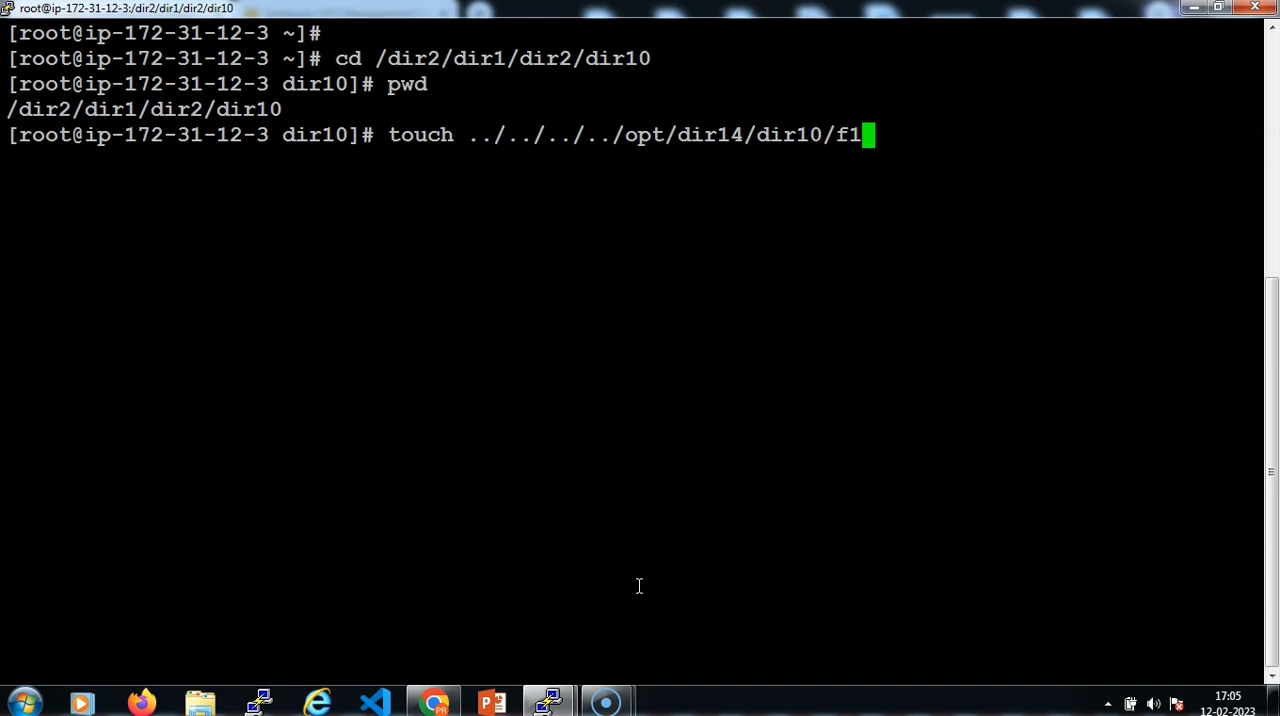 root@ip-172-31-12-3:/dir2/dir1/dir2/dir10
[root@ip-172-31-12-3 ~]#
[root@ip-172-31-12-3 ~]# cd /dir2/dir1/dir2/dir10
[root@ip-172-31-12-3 dir10]# pwd
/dir2/dir1/dir2/dir10
[root@ip-172-31-12-3 dir10]# touch ../../../../opt/dir14/dir10/f1
PR
17:05
12-02-2023